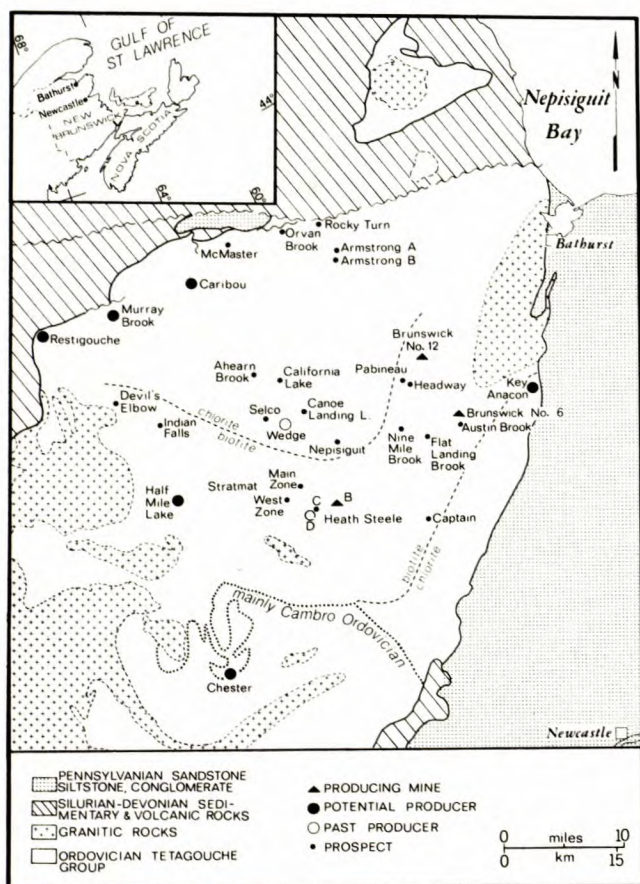 68°
GULF OF
ST LAWRENCE
Bathurst
Newcastle
NEW
BRUNSWICK
NOVA SCOTIA
44°
64°
60°
N
Nepisiguit
Bay
Bathurst
Rocky Turn
Orvan
Brook
McMaster
Armstrong A
Armstrong B
Caribou
Murray
Brook
Restigouche
Brunswick
No. 12
Ahearn
Brook
California
Lake
Pabineau
Headway
Key
Anacon
Devil's
Elbow
chlorite
biotite
Selco
Canoe
Landing L.
Brunswick No. 6
Austin Brook
Indian
Falls
Wedge
Nepisiguit
Nine
Mile
Brook
Flat
Landing
Brook
Main
Zone
Stratmat
Half
Mile
Lake
West
Zone
C
B
D
Heath Steele
Captain
biotite
chlorite
mainly Cambro Ordovician
Chester
Newcastle
PENNSYLVANIAN SANDSTONE
SILTSTONE, CONGLOMERATE
SILURIAN-DEVONIAN SEDI-
MENTARY & VOLCANIC ROCKS
GRANITIC ROCKS
ORDOVICIAN TETAGOUCHE
GROUP
PRODUCING MINE
POTENTIAL PRODUCER
PAST PRODUCER
PROSPECT
0 miles 10
0 km 15